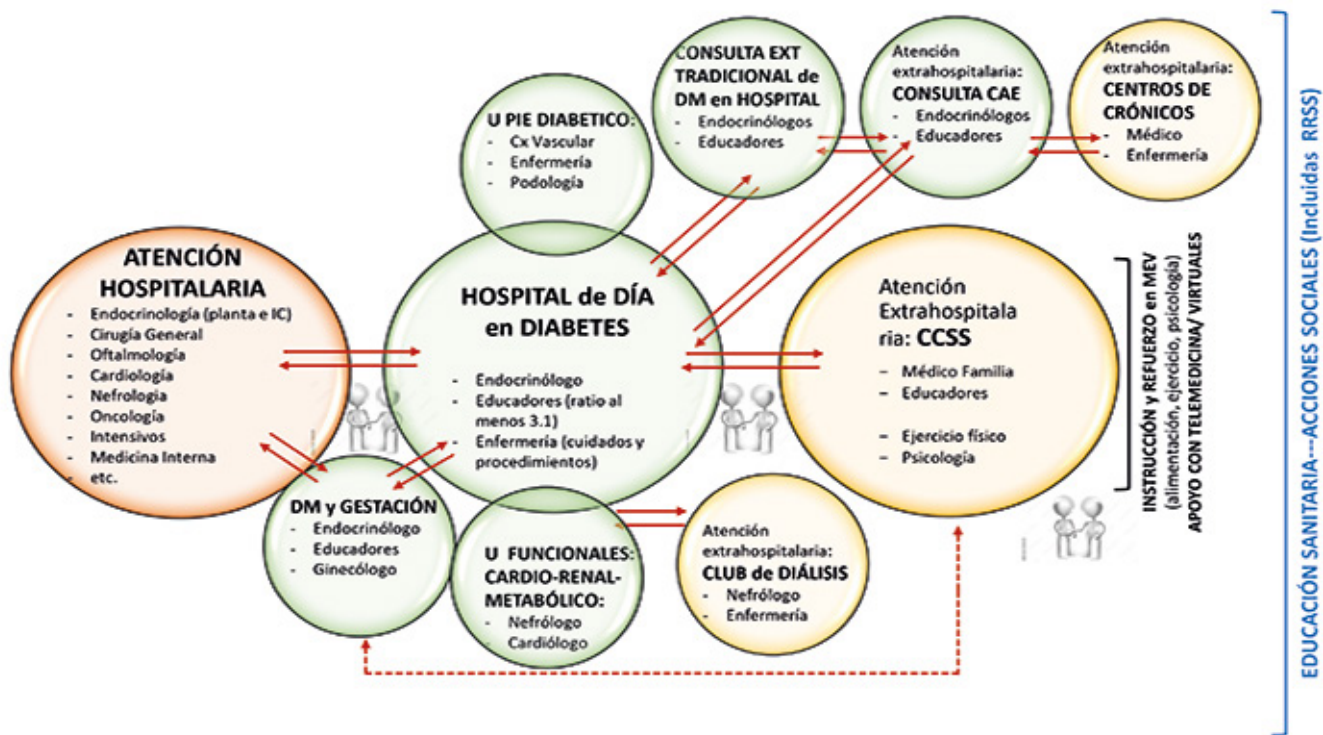 CONSULTA EXT
TRADICIONAL de
DM en HOSPITAL
- Endocrinólogos
- Educadores
Atención
extrahospitalaria:
CONSULTA CAE
- Endocrinólogos
- Educadores
Atención
extrahospitalaria:
CENTROS DE
CRÓNICOS
- Médico
- Enfermería
U PIE DIABETICO:
- Cx Vascular
- Enfermería
- Podología
ATENCIÓN
HOSPITALARIA
- Endocrinología (planta e IC)
- Cirugía General
- Oftalmología
- Cardiología
- Nefrologia
- Oncología
- Intensivos
- Medicina Interna
- etc.
HOSPITAL de DÍA
en DIABETES
- Endocrinólogo
- Educadores (ratio al
menos 3.1)
- Enfermería (cuidados y
procedimientos)
Atención
Extrahospitala
ria: CCSS
- Médico Familia
- Educadores
- Ejercicio físico
- Psicología
DM y GESTACIÓN
- Endocrinólogo
- Educadores
- Ginecólogo
U FUNCIONALES:
CARDIO-RENAL-
METABÓLICO:
- Nefrólogo
- Cardiólogo
Atención
extrahospitalaria:
CLUB de DIÁLISIS
- Nefrólogo
- Enfermería
INSTRUCCIÓN y REFUERZO en MEV
(alimentación, ejercicio, psicología)
APOYO CON TELEMEDICINA/ VIRTUALES
EDUCACIÓN SANITARIA---ACCIONES SOCIALES (Incluidas RRSS)